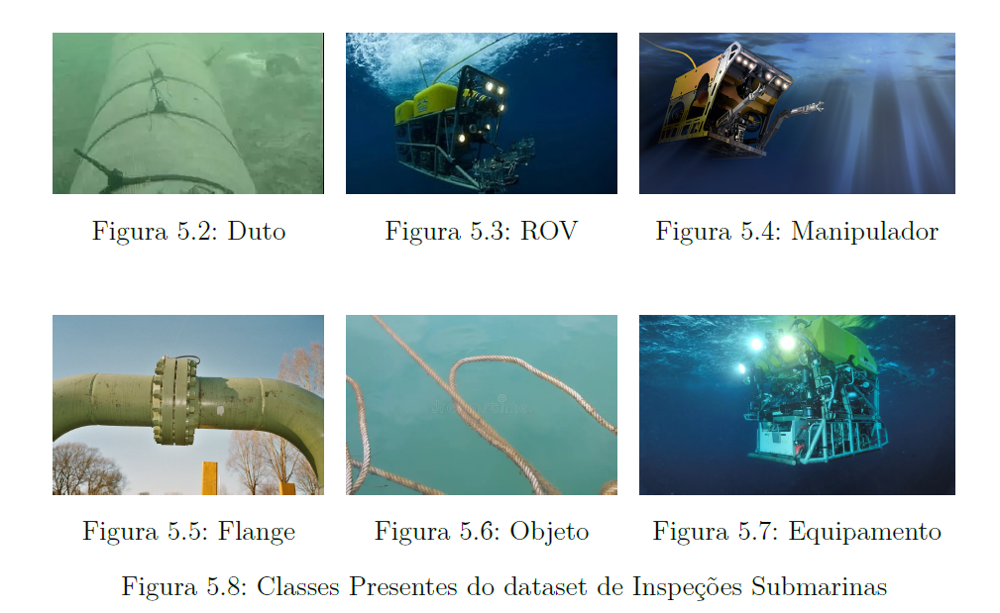 Figura 5.2: Duto
Figura 5.3: ROV
Figura 5.4: Manipulador
Figura 5.5: Flange
Figura 5.6: Objeto
Figura 5.7: Equipamento
Figura 5.8: Classes Presentes do dataset de Inspeções Submarinas